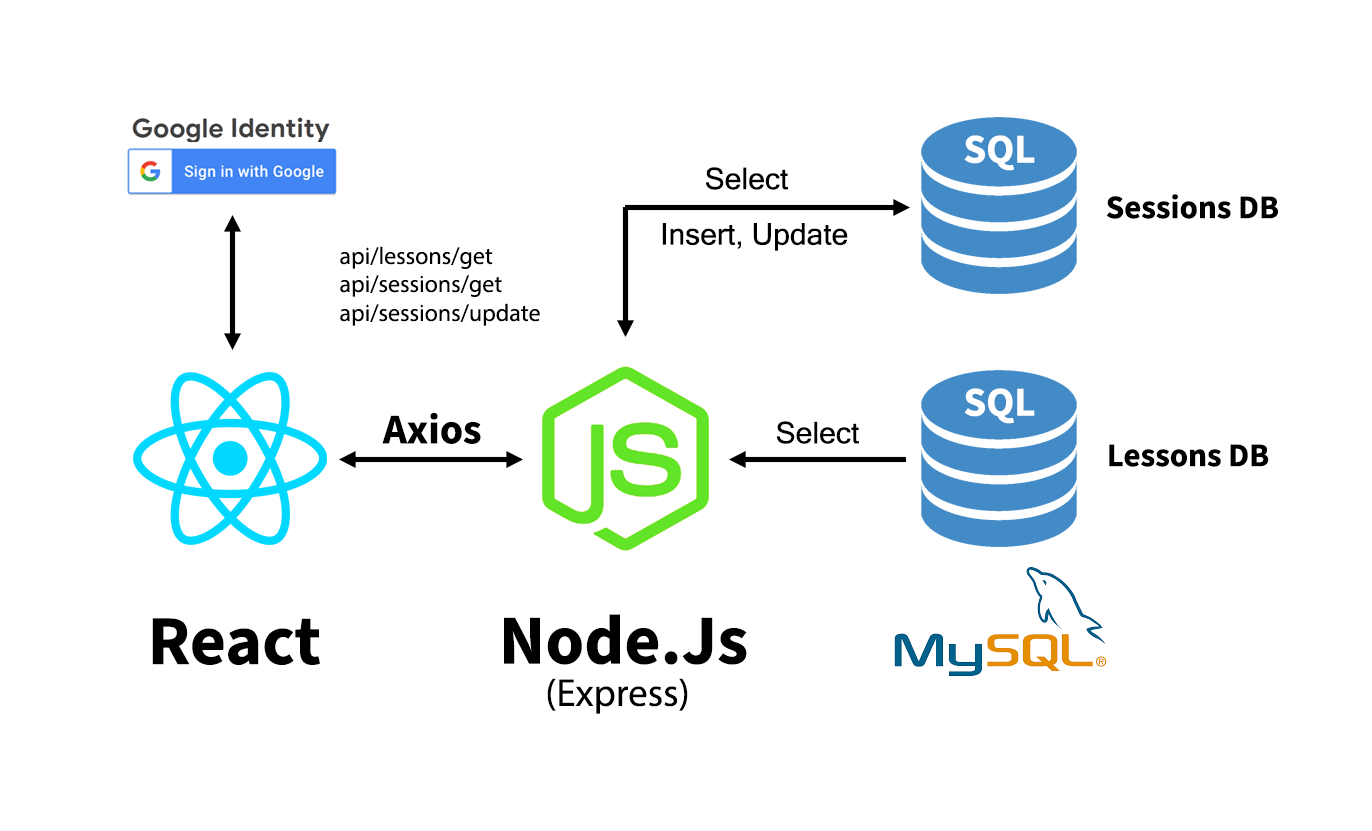 Google Identity
G Sign in with Google
api/lessons/get
api/sessions/get
api/sessions/update
Select
Insert, Update
SQL
Sessions DB
Axios
JS
Select
SQL
Lessons DB
React
Node.Js
(Express)
MySQL®